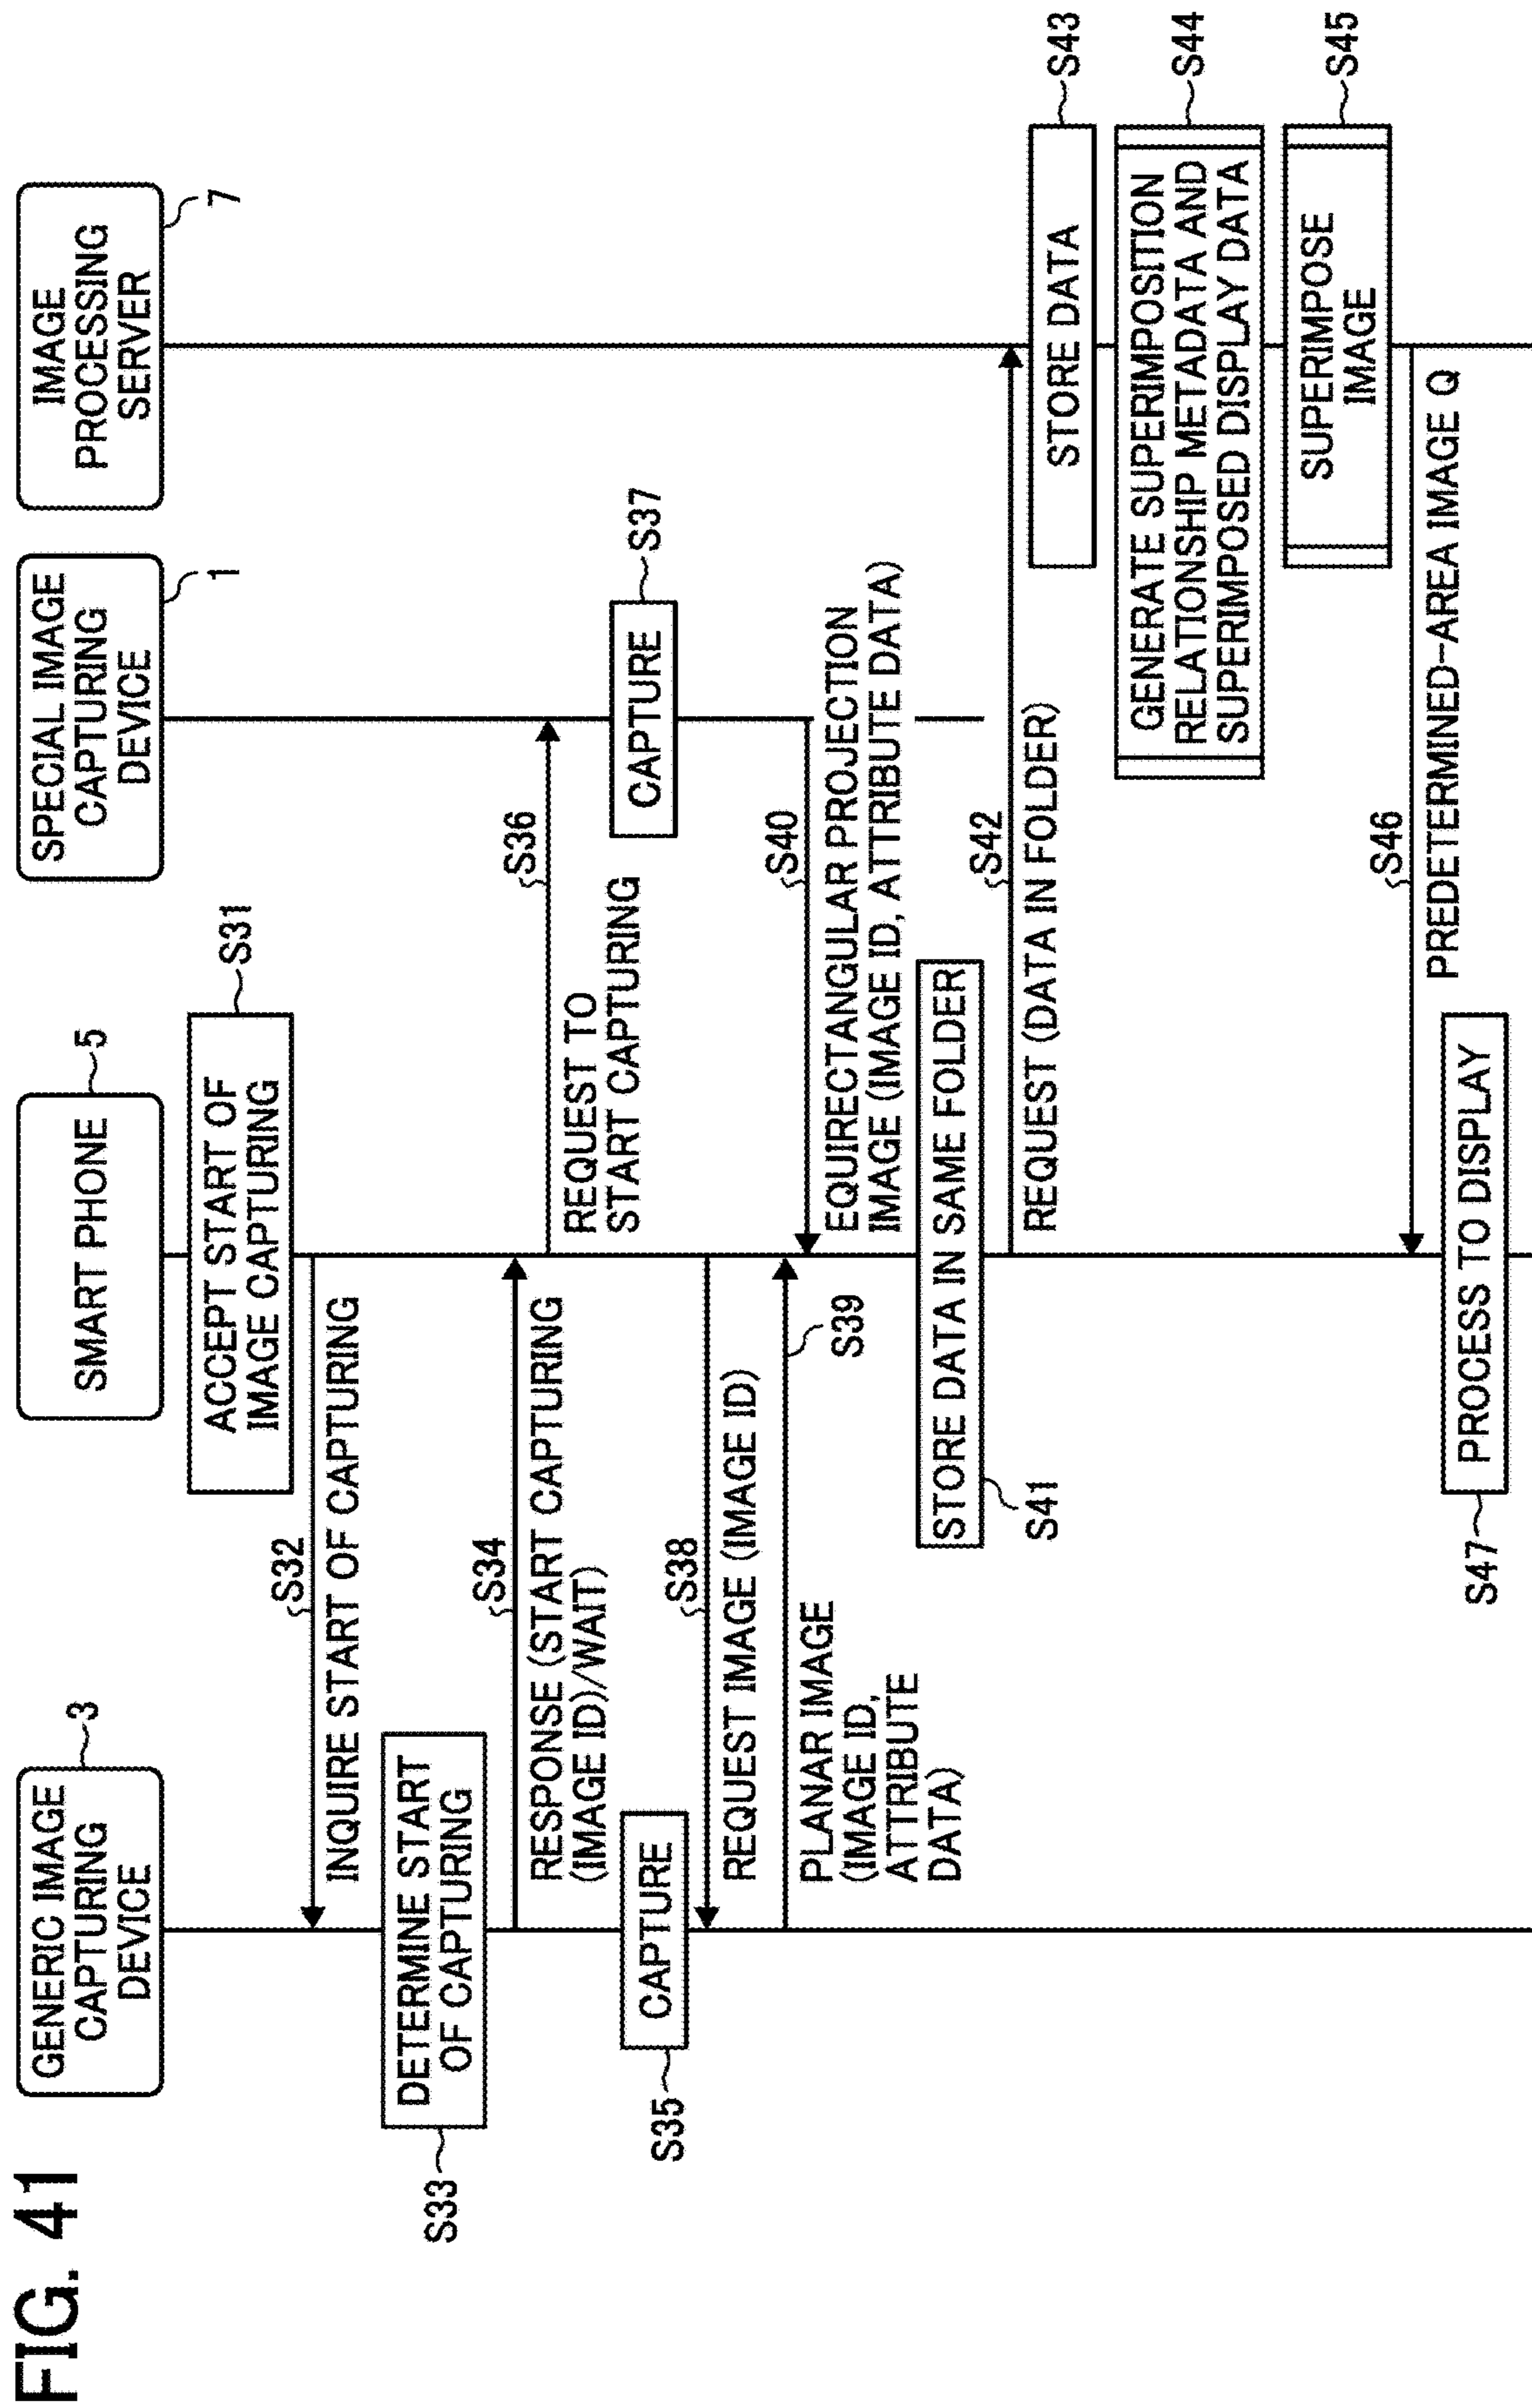 FIG. 41
GENERIC IMAGE
CAPTURING
DEVICE
3
SMART PHONE
5
SPECIAL IMAGE
CAPTURING
DEVICE
1
IMAGE
PROCESSING
SERVER
7
ACCEPT START OF
IMAGE CAPTURING
S31
S32
INQUIRE START OF CAPTURING
DETERMINE START
OF CAPTURING
S33
S34
RESPONSE (START CAPTURING
(IMAGE ID)/WAIT)
CAPTURE
S35
S36
REQUEST TO
START CAPTURING
CAPTURE
S37
S38
REQUEST IMAGE (IMAGE ID)
S39
PLANAR IMAGE
(IMAGE ID,
ATTRIBUTE
DATA)
S40
EQUIRECTANGULAR PROJECTION
IMAGE (IMAGE ID, ATTRIBUTE DATA)
STORE DATA IN SAME FOLDER
S41
S42
REQUEST (DATA IN FOLDER)
STORE DATA
S43
GENERATE SUPERIMPOSITION
RELATIONSHIP METADATA AND
SUPERIMPOSED DISPLAY DATA
S44
SUPERIMPOSE
IMAGE
S45
S46
PREDETERMINED-AREA IMAGE Q
PROCESS TO DISPLAY
S47